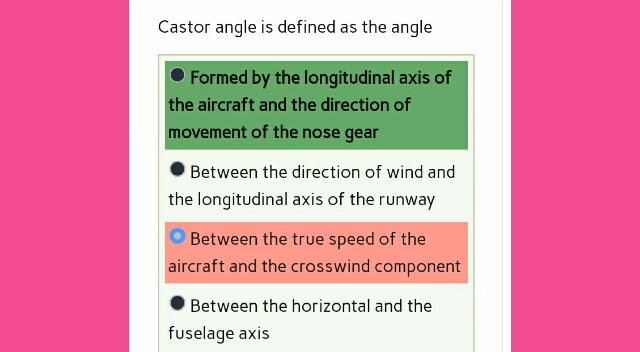 Castor angle is defined as the angle
Formed by the longitudinal axis of
the aircraft and the direction of
movement of the nose gear
Between the direction of wind and
the longitudinal axis of the runway
Between the true speed of the
aircraft and the crosswind component
Between the horizontal and the
fuselage axis